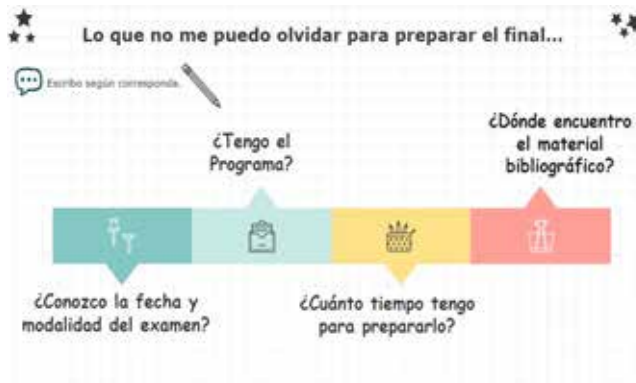 Lo que no me puedo olvidar para preparar el final...
Escribo según corresponda.
¿Tengo el
Programa?
¿Dónde encuentro
el material
bibliográfico?
¿Conozco la fecha y
modalidad del examen?
¿Cuánto tiempo tengo
para prepararlo?